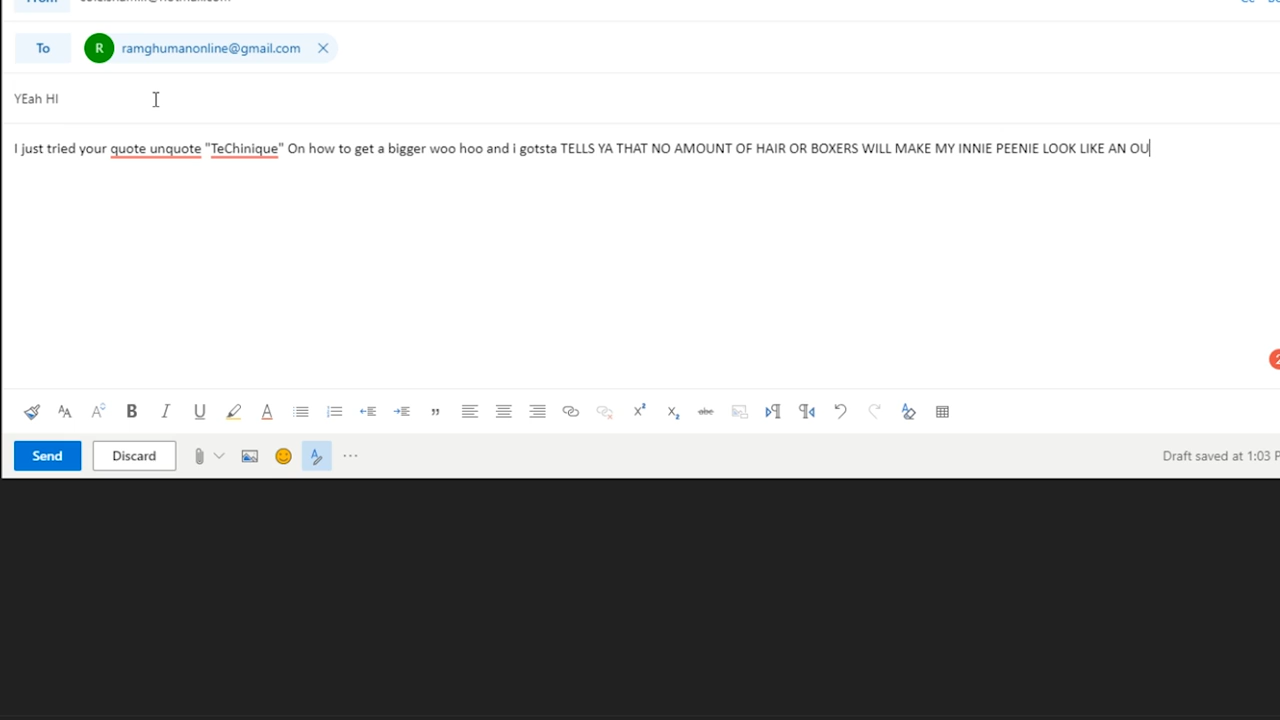 From
To
R
ramghumanonline@gmail.com
YEah HI
I just tried your quote unquote "TeChinique" On how to get a bigger woo hoo and i gotsta TELLS YA THAT NO AMOUNT OF HAIR OR BOXERS WILL MAKE MY INNIE PEENIE LOOK LIKE AN OU
Send
Discard
Draft saved at 1:03 P